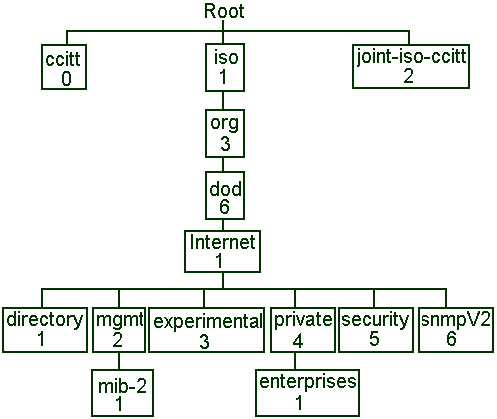 Root
ccitt
0
iso
1
joint-iso-ccitt
2
org
3
dod
6
Internet
1
directory
1
mgmt
2
experimental
3
private
4
security
5
snmpV2
6
mib-2
1
enterprises
1